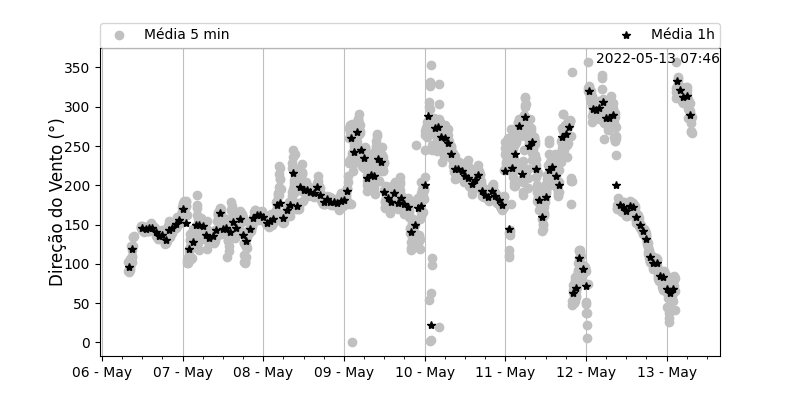 Média 5 min
Média 1h
2022-05-13 07:46
Direção do Vento (°)
350
300
250
200
150
100
50
0
06 - May
07 - May
08 - May
09 - May
10 - May
11 - May
12 - May
13 - May